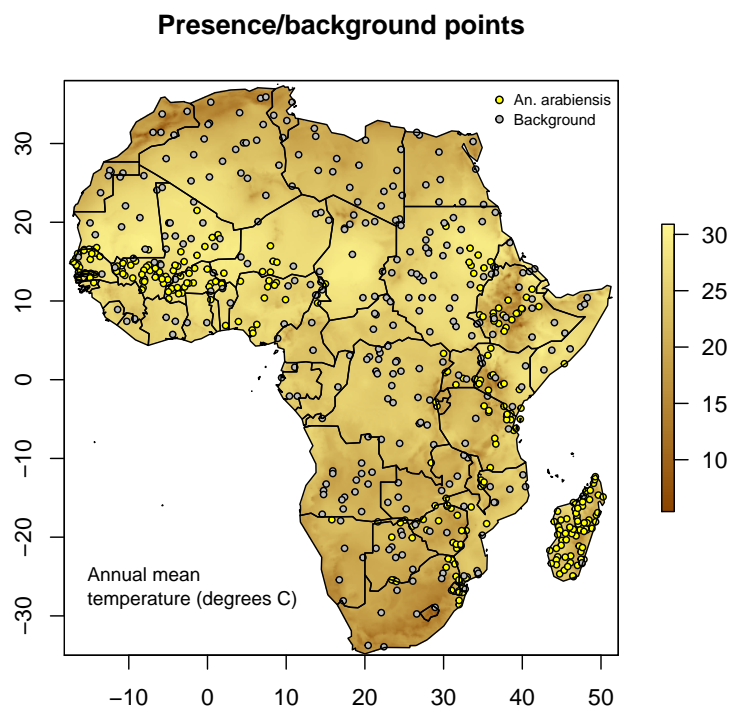 Presence/background points
An. arabiensis
Background
30
20
10
0
−10
−20
−30
30
25
20
15
10
Annual mean
temperature (degrees C)
−10 0 10 20 30 40 50